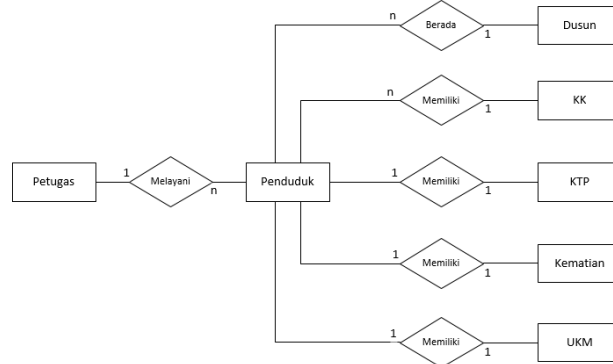 n Berada 1 Dusun
n Memiliki 1 KK
Petugas 1 Melayani n Penduduk 1 Memiliki 1 KTP
1 Memiliki 1 Kematian
1 Memiliki 1 UKM